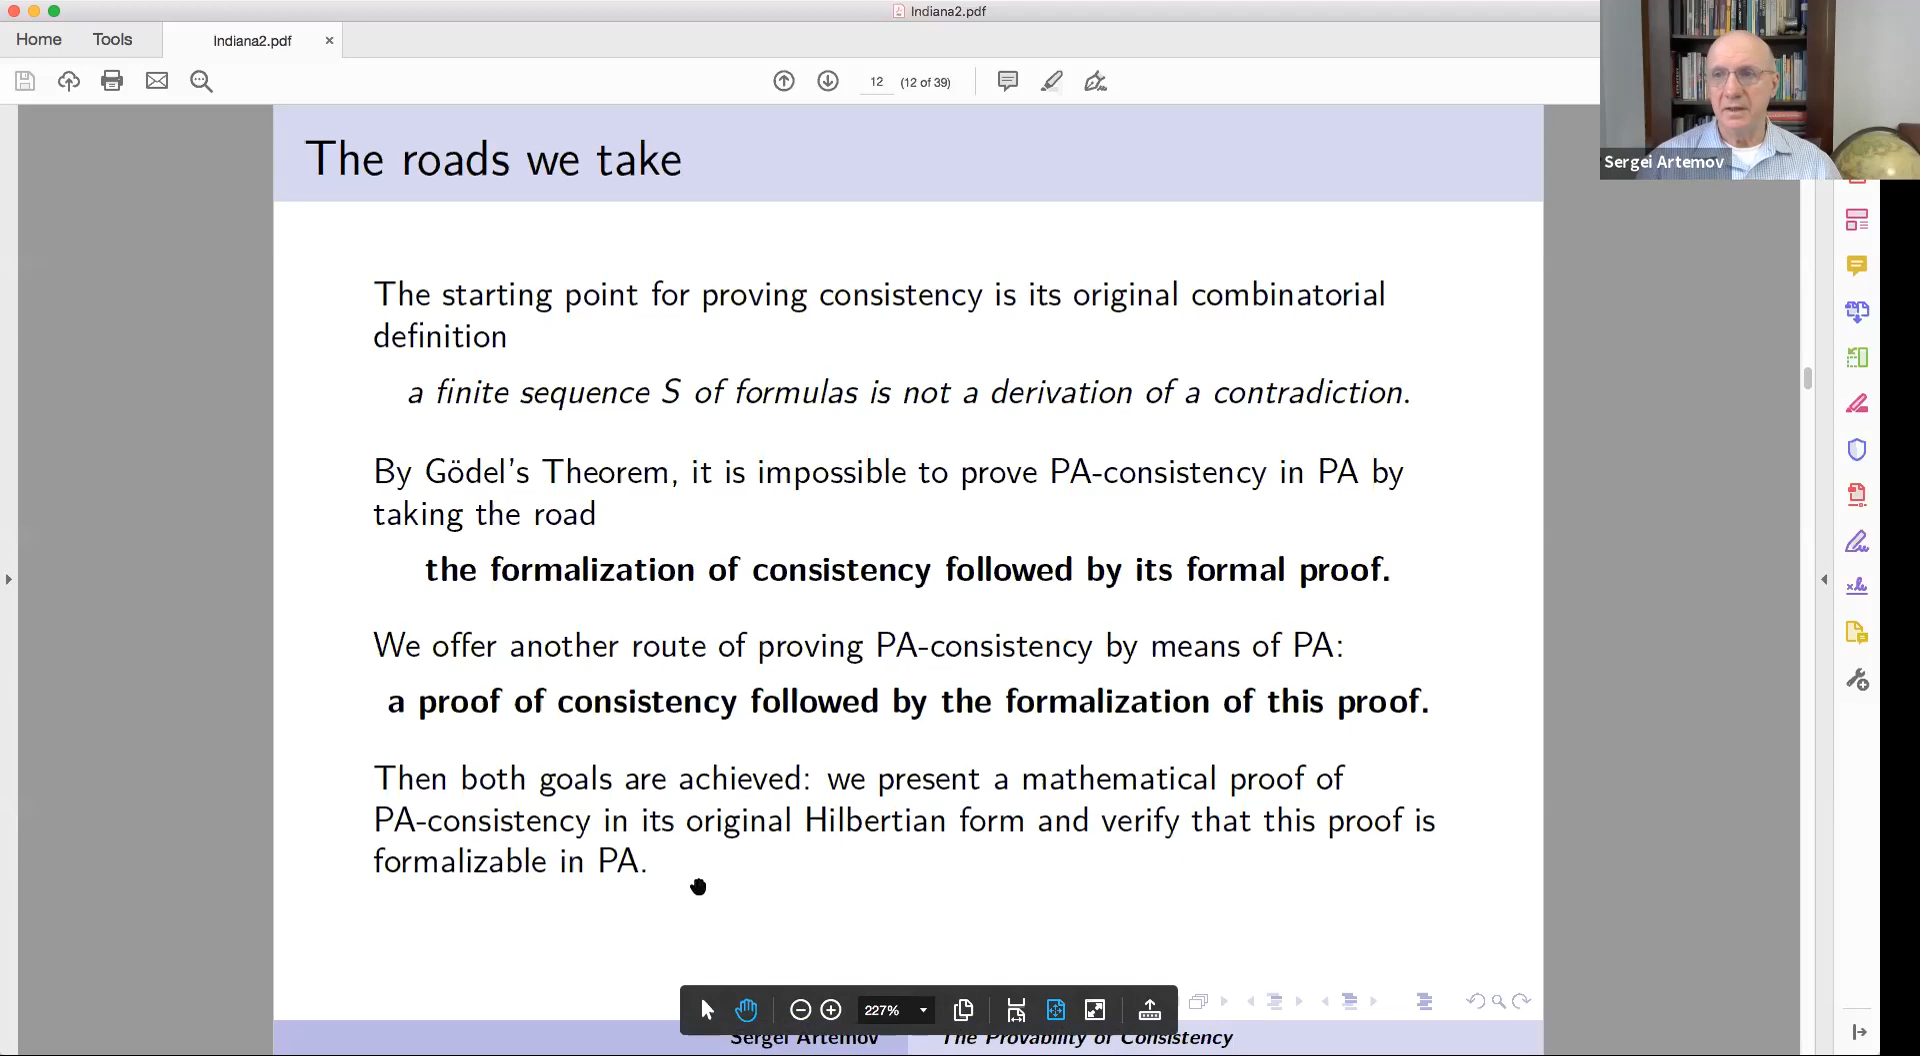 Indiana2.pdf
Home Tools Indiana2.pdf ×
12 (12 of 39)
Sergei Artemov
The roads we take
The starting point for proving consistency is its original combinatorial
definition
a finite sequence S of formulas is not a derivation of a contradiction.
By Gödel's Theorem, it is impossible to prove PA-consistency in PA by
taking the road
the formalization of consistency followed by its formal proof.
We offer another route of proving PA-consistency by means of PA:
a proof of consistency followed by the formalization of this proof.
Then both goals are achieved: we present a mathematical proof of
PA-consistency in its original Hilbertian form and verify that this proof is
formalizable in PA.
227%
Sergei Artemov The Provability of Consistency